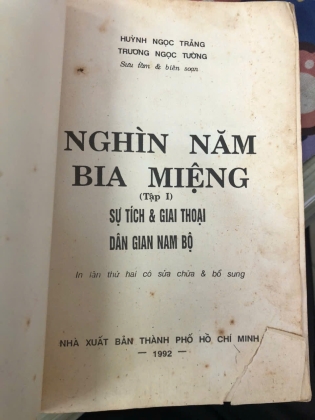 HUỲNH NGỌC TRẢNG
TRƯƠNG NGỌC TƯỜNG
Sưu tầm & biên soạn
NGHÌN NĂM
BIA MIỆNG
(Tập I)
SỰ TÍCH & GIAI THOẠI
DÂN GIAN NAM BỘ
In lần thứ hai có sửa chữa & bổ sung
NHÀ XUẤT BẢN THÀNH PHỐ HỒ CHÍ MINH
— 1992 —